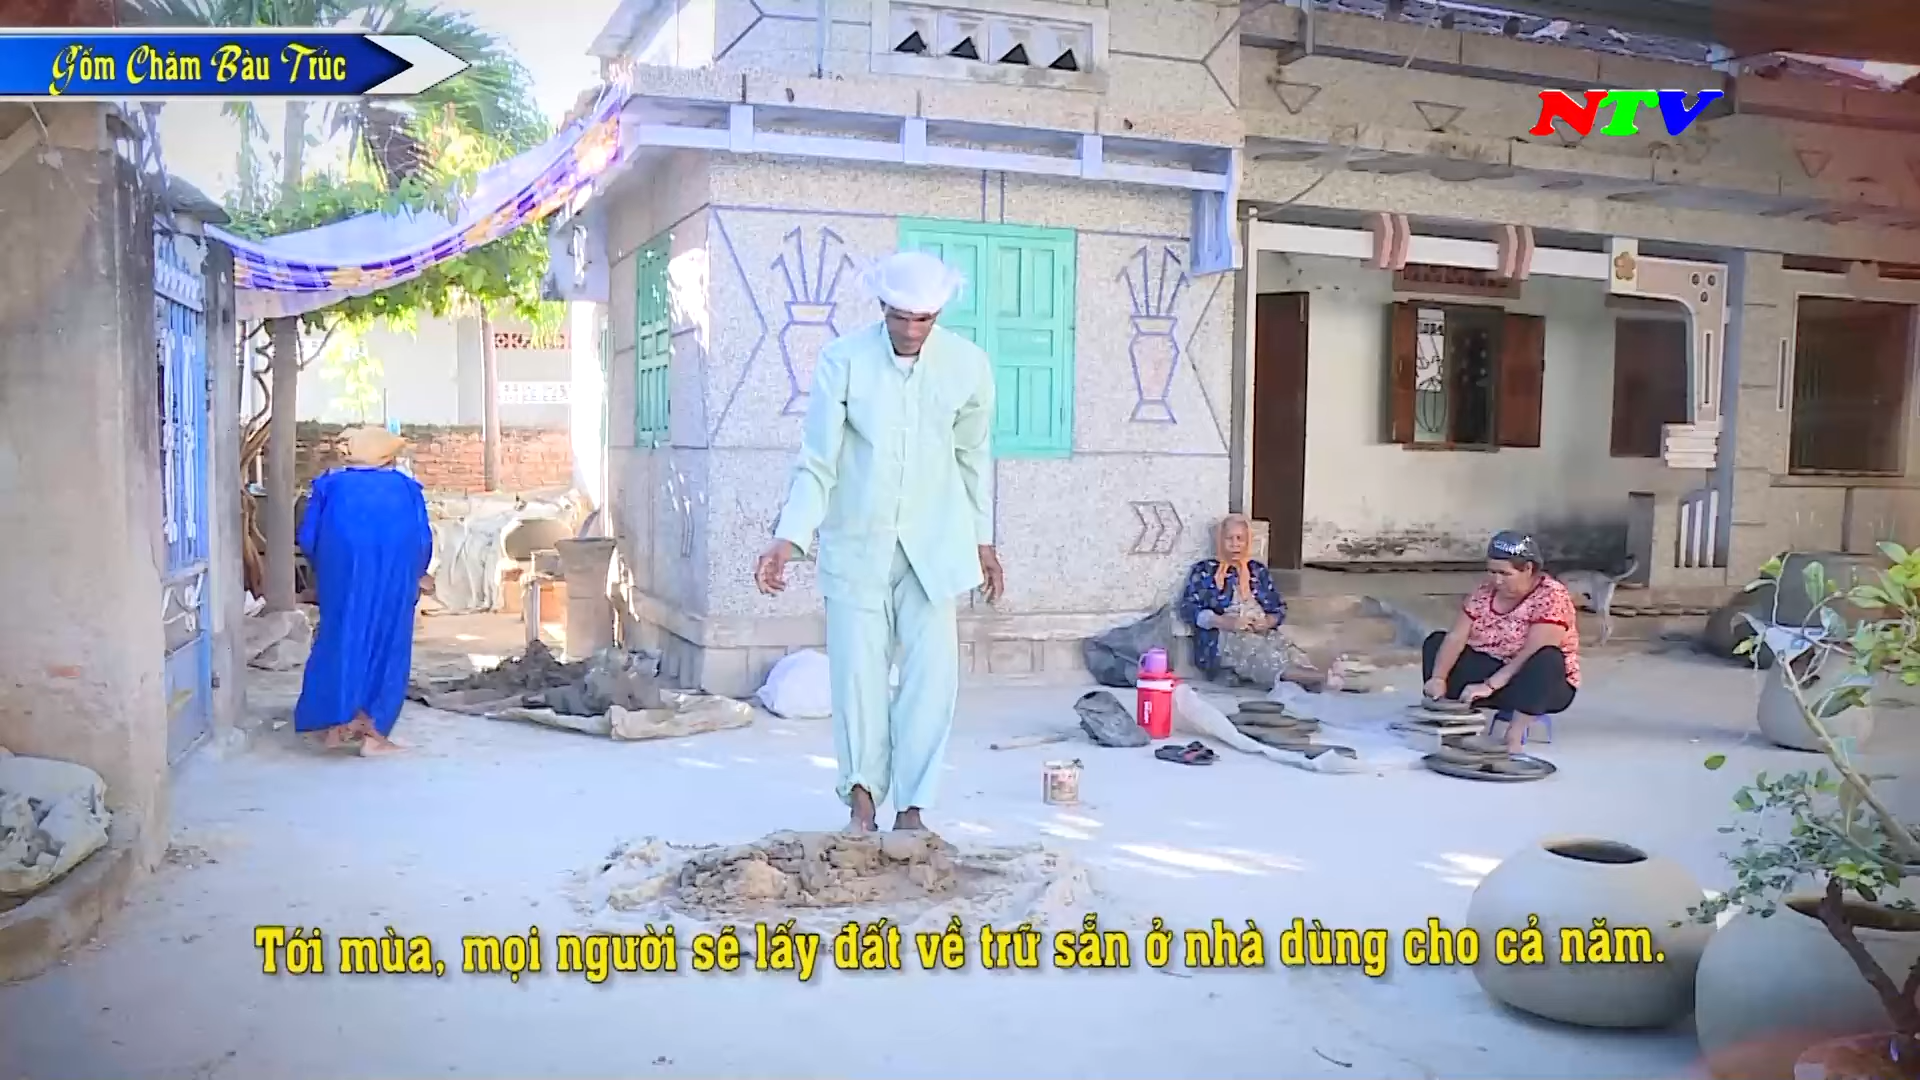 Gốm Chăm Bàu Trúc
NTV
Tới mùa, mọi người sẽ lấy đất về trữ sẵn ở nhà dùng cho cả năm.